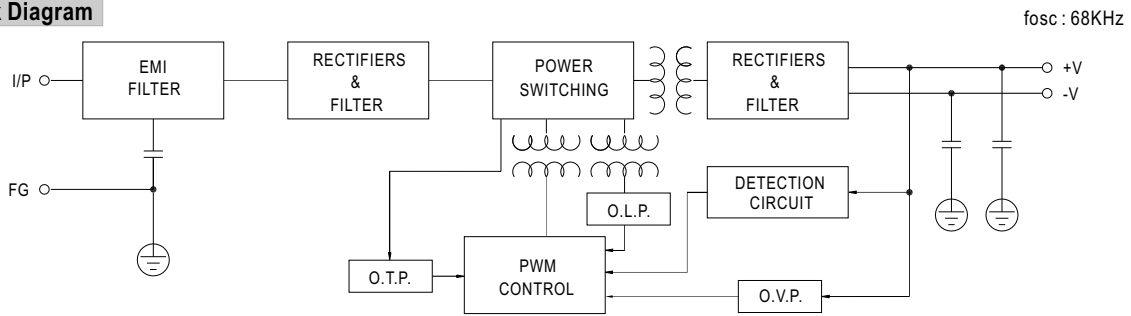 Diagram
fosc : 68KHz
I/P
EMI
FILTER
RECTIFIERS
&
FILTER
POWER
SWITCHING
RECTIFIERS
&
FILTER
+V
-V
FG
O.L.P.
DETECTION
CIRCUIT
O.T.P.
PWM
CONTROL
O.V.P.